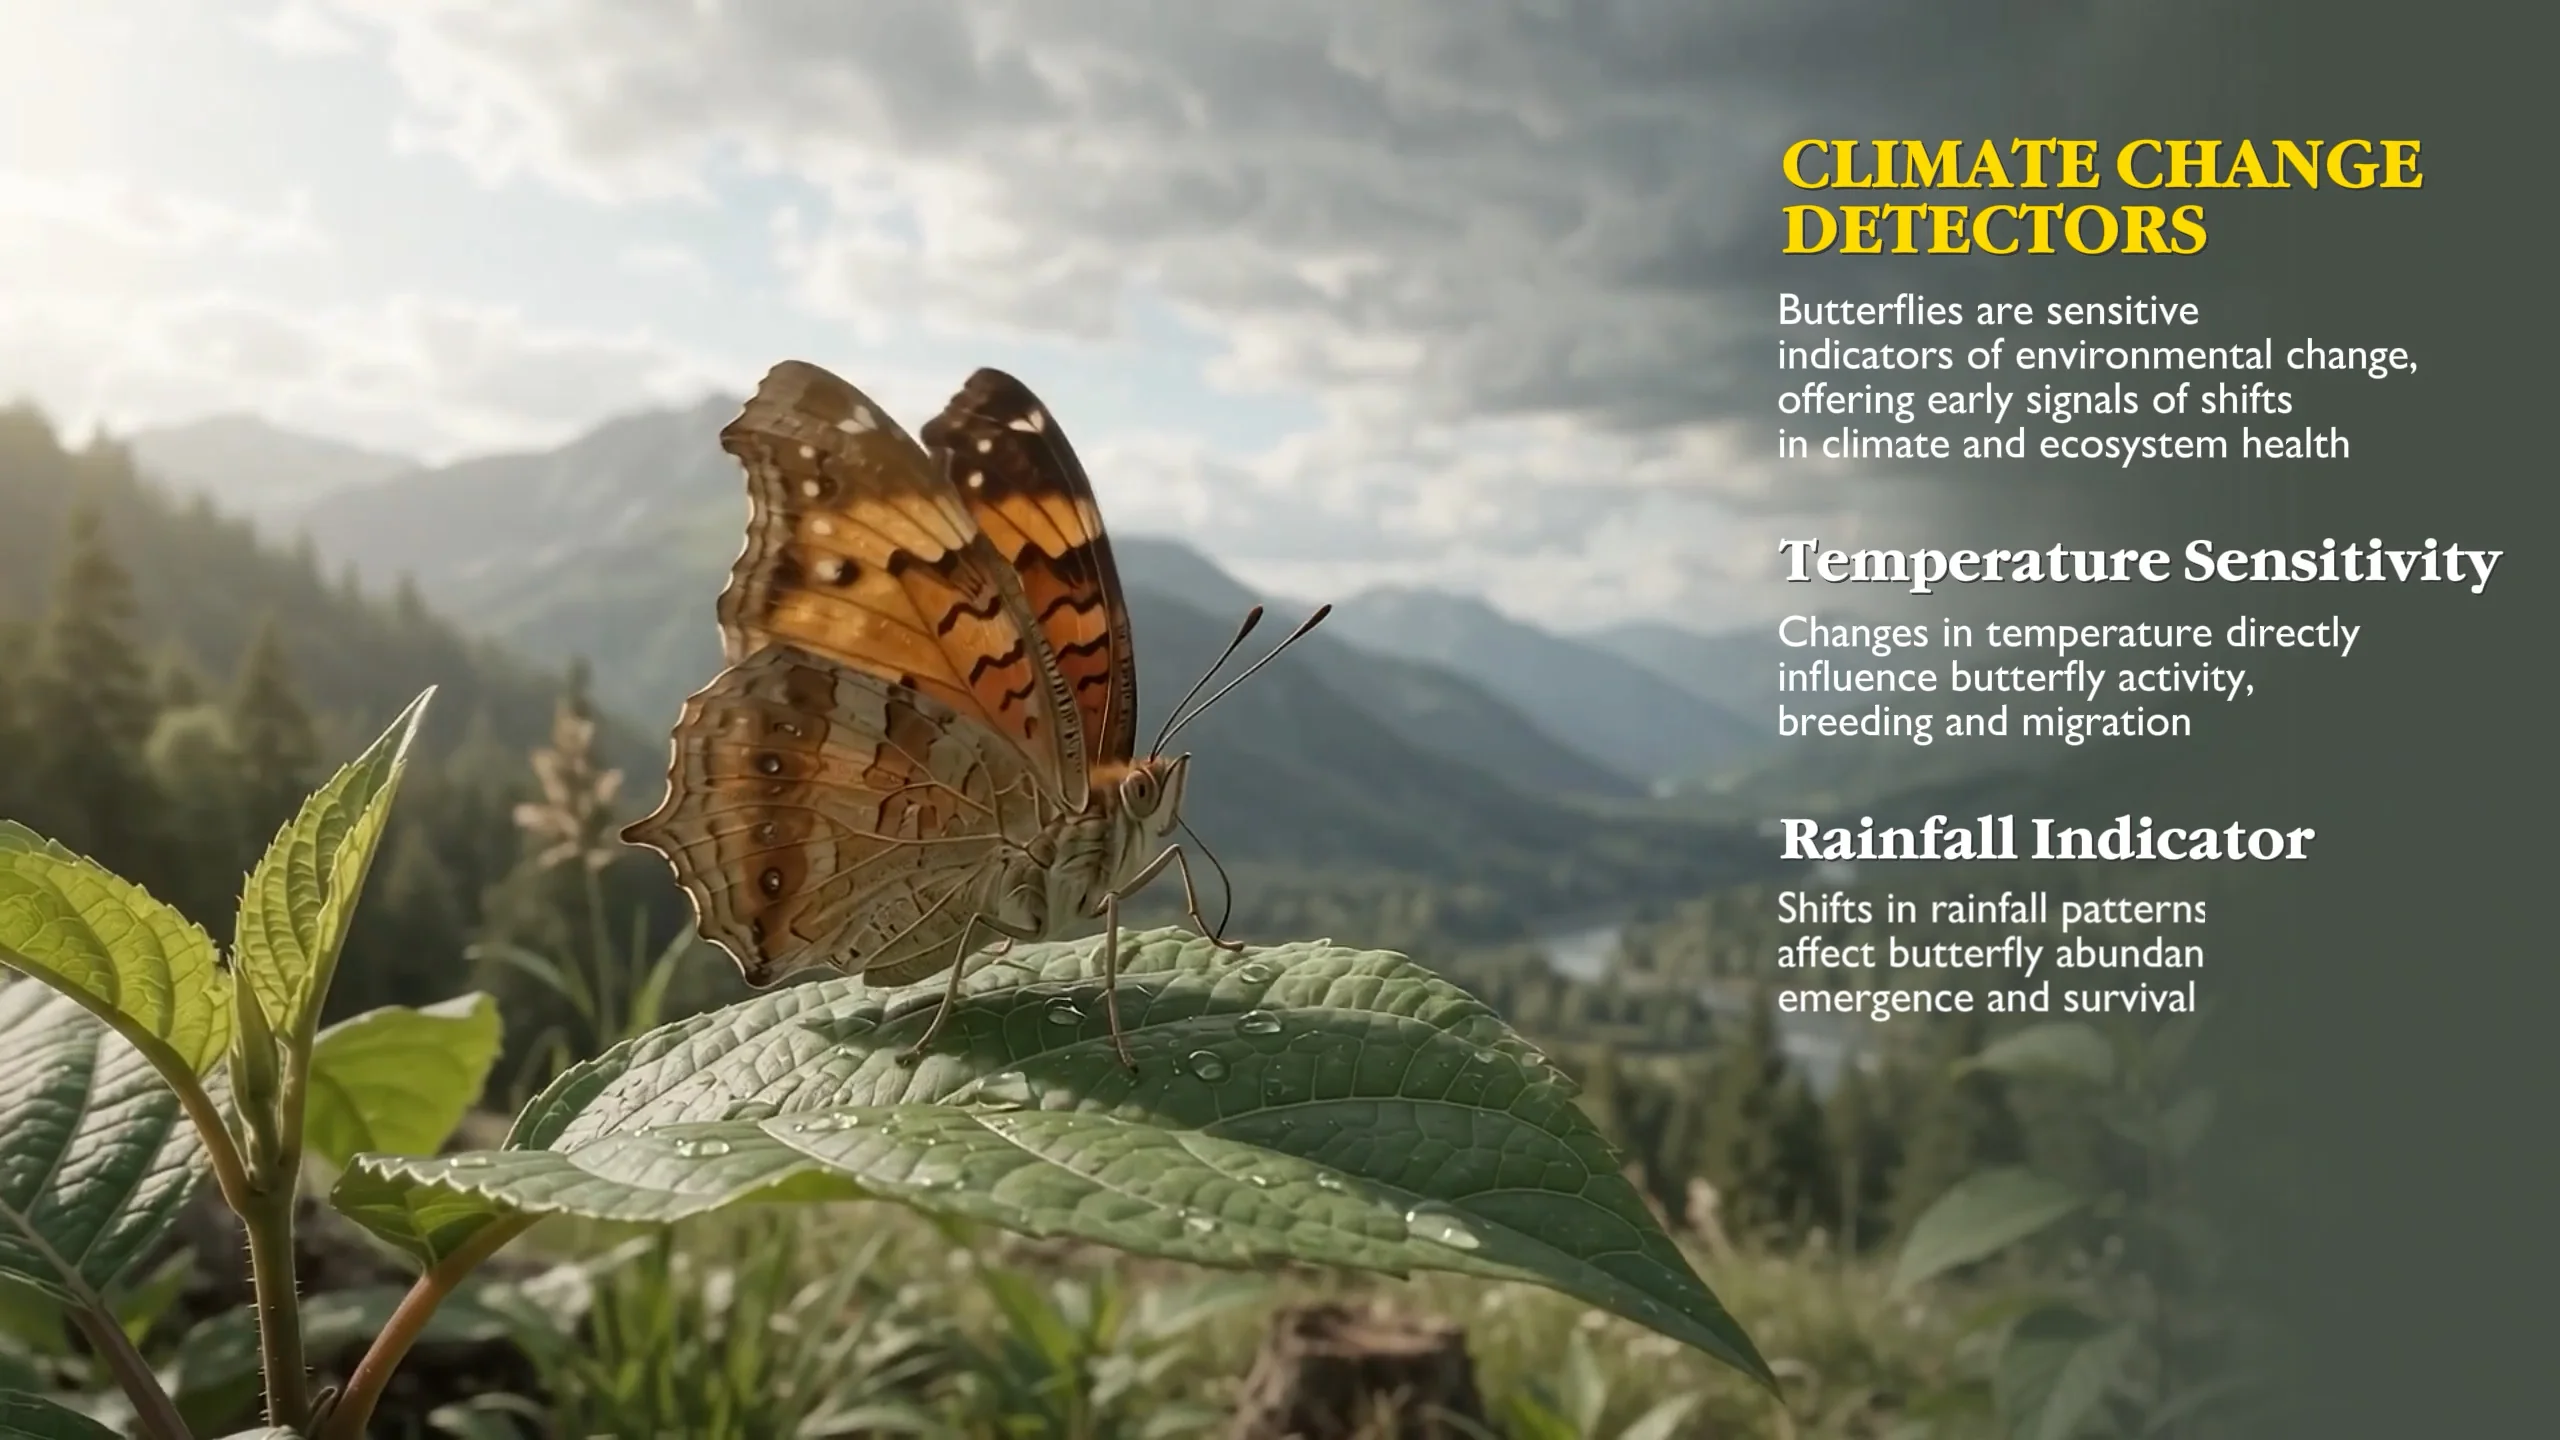 CLIMATE CHANGE
DETECTORS
Butterflies are sensitive
indicators of environmental change,
offering early signals of shifts
in climate and ecosystem health
Temperature Sensitivity
Changes in temperature directly
influence butterfly activity,
breeding and migration
Rainfall Indicator
Shifts in rainfall patterns
affect butterfly abundan
emergence and survival